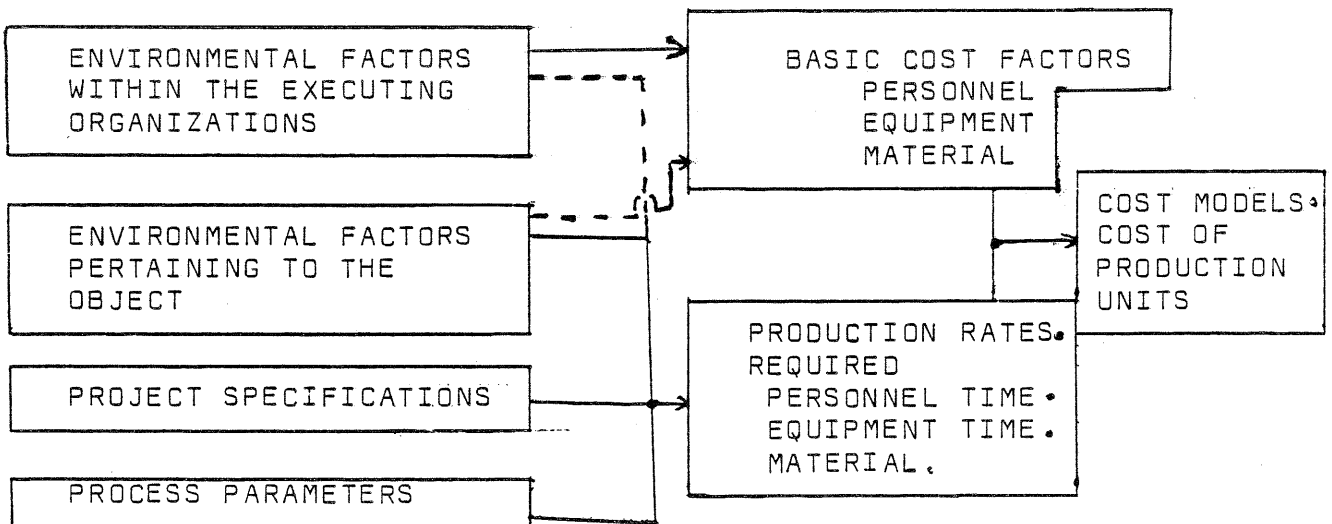 ENVIRONMENTAL FACTORS
WITHIN THE EXECUTING
ORGANIZATIONS
ENVIRONMENTAL FACTORS
PERTAINING TO THE
OBJECT
PROJECT SPECIFICATIONS
PROCESS PARAMETERS
BASIC COST FACTORS
PERSONNEL
EQUIPMENT
MATERIAL
PRODUCTION RATES.
REQUIRED
PERSONNEL TIME.
EQUIPMENT TIME.
MATERIAL.
COST MODELS.
COST OF
PRODUCTION
UNITS